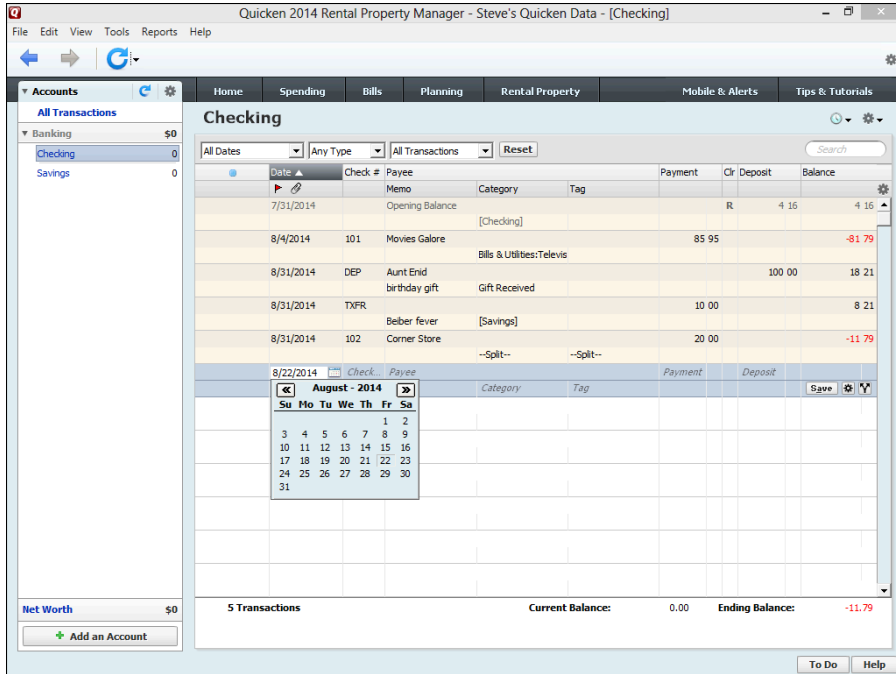 Quicken 2014 Rental Property Manager - Steve's Quicken Data - [Checking]
File Edit View Tools Reports Help
Accounts
Home Spending Bills Planning Rental Property Mobile & Alerts Tips & Tutorials
All Transactions
Banking $0
Checking 0
Savings 0
Net Worth $0
Add an Account
Checking
All Dates Any Type All Transactions Reset Search
Date Check # Payee Payment Clr Deposit Balance
Memo Category Tag
7/31/2014 Opening Balance R 4 16 4 16
[Checking]
8/4/2014 101 Movies Galore 85 95 -81 79
Bills & Utilities:Televis
8/31/2014 DEP Aunt Enid 100 00 18 21
birthday gift Gift Received
8/31/2014 TXFR 10 00 8 21
Beiber fever [Savings]
8/31/2014 102 Corner Store 20 00 -11 79
--Split-- --Split--
8/22/2014 Check... Payee Payment Deposit
Category Tag Save
August - 2014
Su Mo Tu We Th Fr Sa
1 2
3 4 5 6 7 8 9
10 11 12 13 14 15 16
17 18 19 20 21 22 23
24 25 26 27 28 29 30
31
5 Transactions Current Balance: 0.00 Ending Balance: -11.79
To Do Help